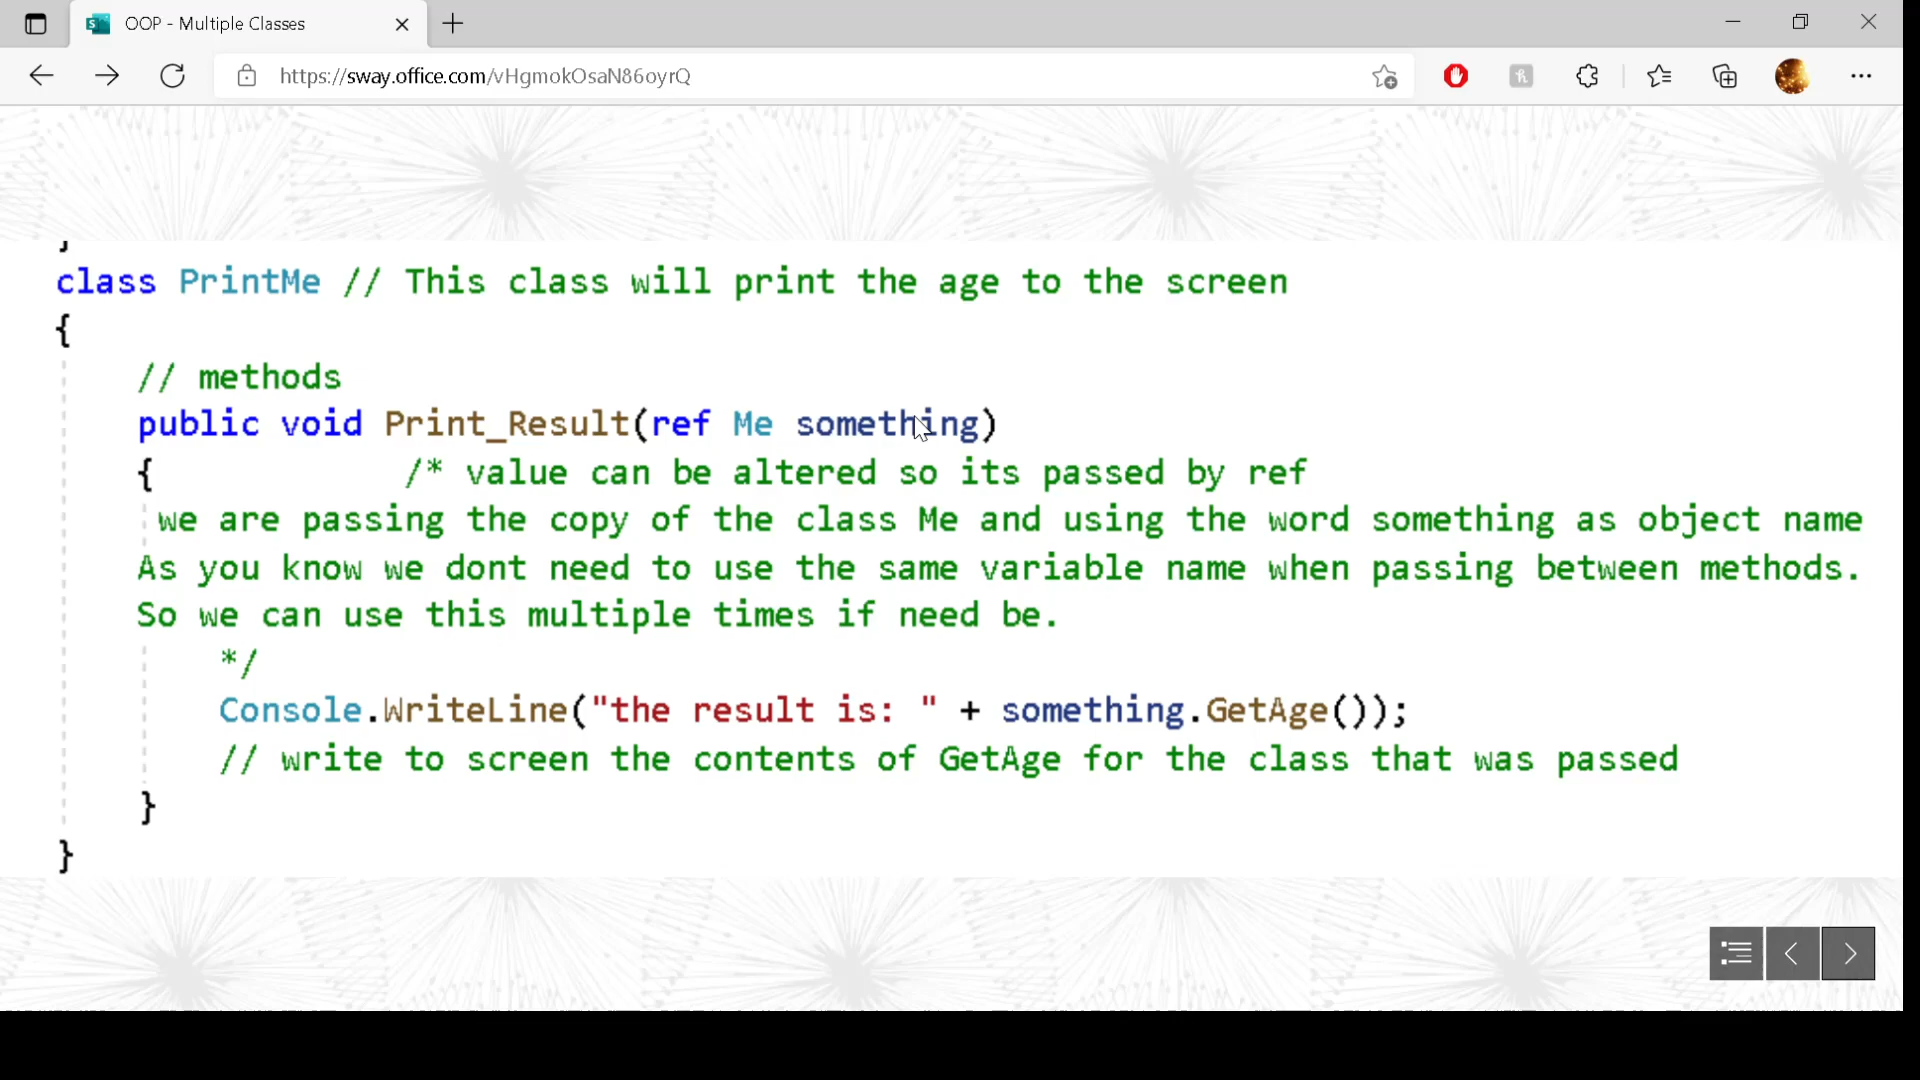 OOP - Multiple Classes
https://sway.office.com/vHgmokOsaN86oyrQ
class PrintMe // This class will print the age to the screen
{
// methods
public void Print_Result(ref Me something)
{ /* value can be altered so its passed by ref
we are passing the copy of the class Me and using the word something as object name
As you know we dont need to use the same variable name when passing between methods.
So we can use this multiple times if need be.
*/
Console.WriteLine("the result is: " + something.GetAge());
// write to screen the contents of GetAge for the class that was passed
}
}